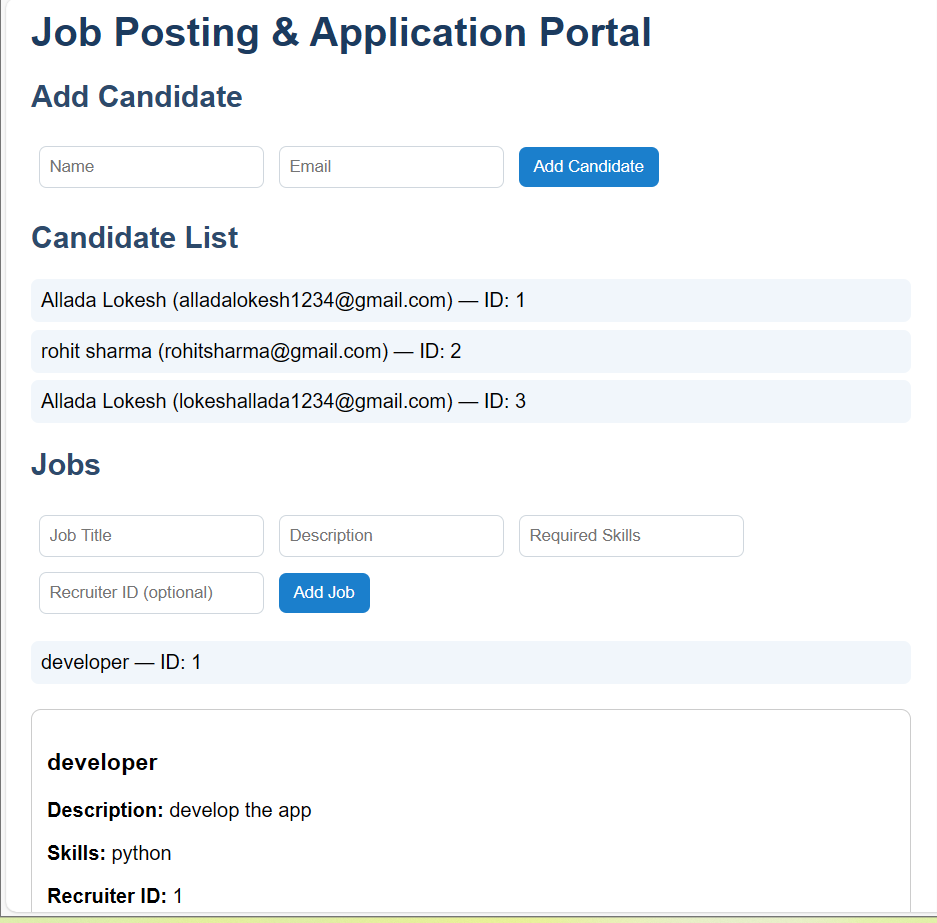 Job Posting & Application Portal
Add Candidate
Name Email Add Candidate
Candidate List
Allada Lokesh (alladalokesh1234@gmail.com) — ID: 1
rohit sharma (rohitsharma@gmail.com) — ID: 2
Allada Lokesh (lokeshallada1234@gmail.com) — ID: 3
Jobs
Job Title Description Required Skills
Recruiter ID (optional) Add Job
developer — ID: 1
developer
Description: develop the app
Skills: python
Recruiter ID: 1